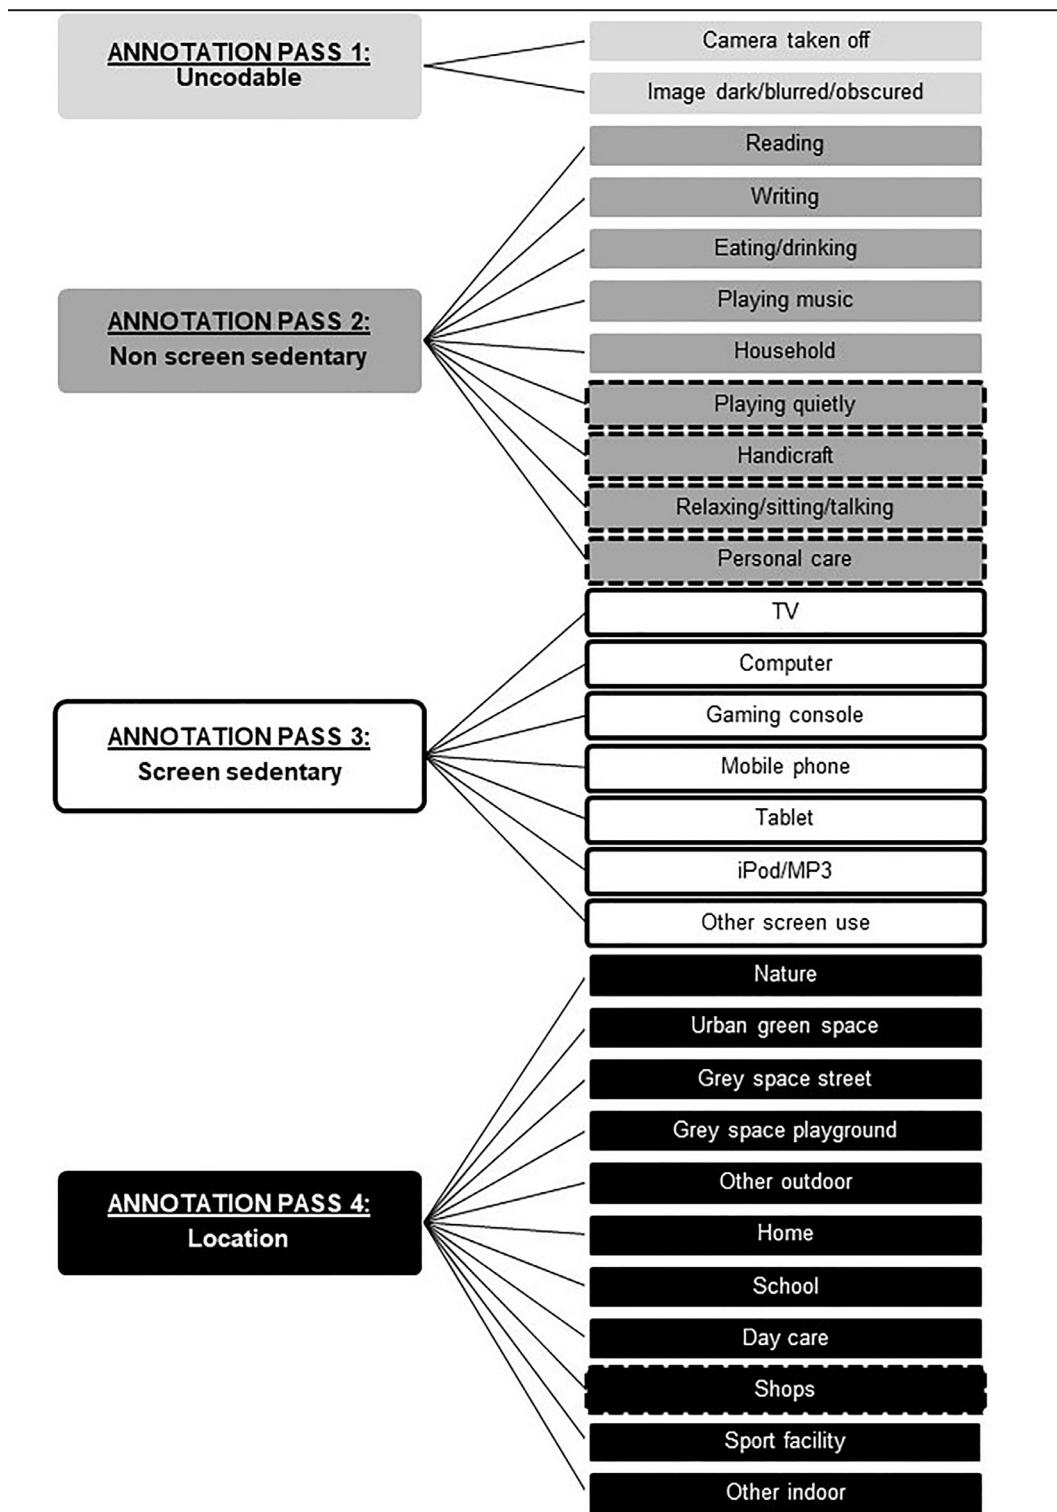 ANNOTATION PASS 1:
Uncodable
Camera taken off
Image dark/blurred/obscured
ANNOTATION PASS 2:
Non screen sedentary
Reading
Writing
Eating/drinking
Playing music
Household
Playing quietly
Handicraft
Relaxing/sitting/talking
Personal care
ANNOTATION PASS 3:
Screen sedentary
TV
Computer
Gaming console
Mobile phone
Tablet
iPod/MP3
Other screen use
ANNOTATION PASS 4:
Location
Nature
Urban green space
Grey space street
Grey space playground
Other outdoor
Home
School
Day care
Shops
Sport facility
Other indoor